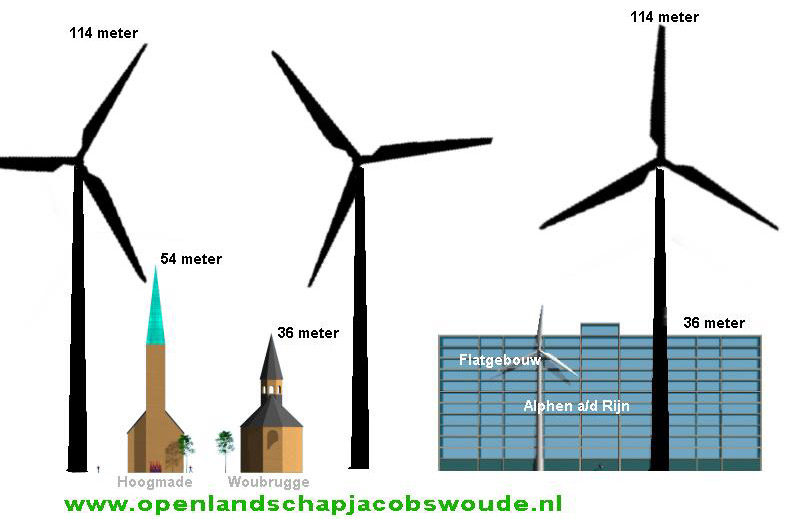 114 meter
114 meter
54 meter
36 meter
36 meter
Flatgebouw
Alphen a/d Rijn
Hoogmade
Woubrugge
www.openlandschapjacobswoude.nl